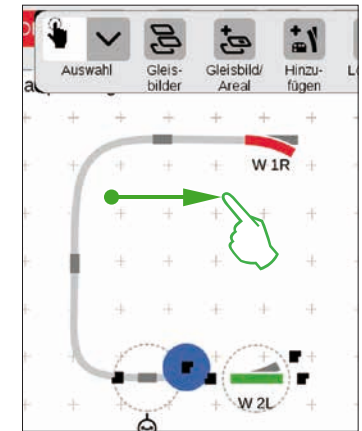 Auswahl
Gleis-
bilder
Gleisbild/
Areal
Hinzu-
fügen
W 1R
W 2L